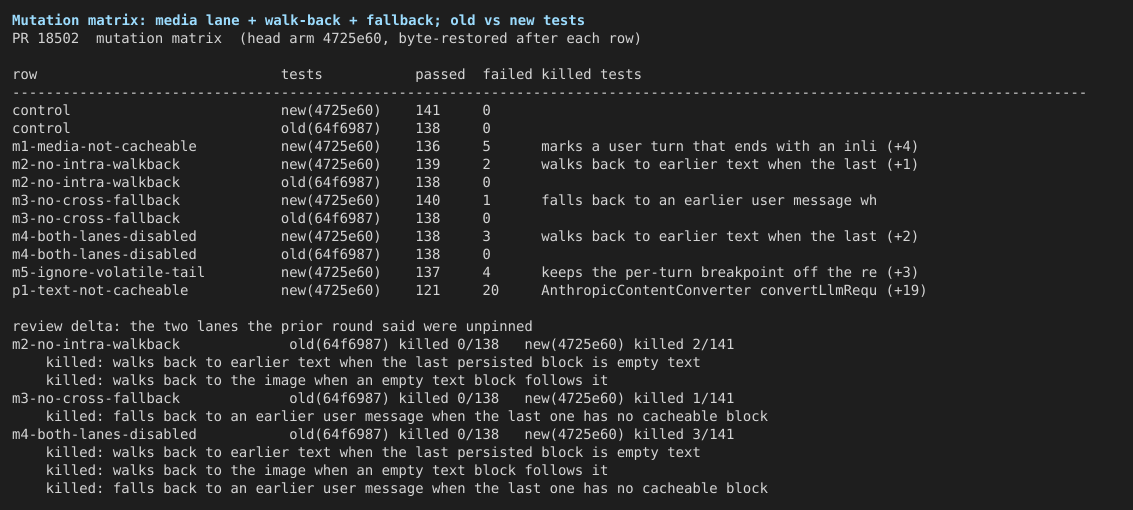 Mutation matrix: media lane + walk-back + fallback; old vs new tests
PR 18502  mutation matrix  (head arm 4725e60, byte-restored after each row)
row                             tests           passed  failed killed tests
--------------------------------------------------------------------------------------------------------------------------------
control                         new(4725e60)    141     0
control                         old(64f6987)    138     0
m1-media-not-cacheable          new(4725e60)    136     5      marks a user turn that ends with an inli (+4)
m2-no-intra-walkback            new(4725e60)    139     2      walks back to earlier text when the last (+1)
m2-no-intra-walkback            old(64f6987)    138     0
m3-no-cross-fallback            new(4725e60)    140     1      falls back to an earlier user message wh
m3-no-cross-fallback            old(64f6987)    138     0
m4-both-lanes-disabled          new(4725e60)    138     3      walks back to earlier text when the last (+2)
m4-both-lanes-disabled          old(64f6987)    138     0
m5-ignore-volatile-tail         new(4725e60)    137     4      keeps the per-turn breakpoint off the re (+3)
p1-text-not-cacheable           new(4725e60)    121     20     AnthropicContentConverter convertLlmRequ (+19)
review delta: the two lanes the prior round said were unpinned
m2-no-intra-walkback             old(64f6987) killed 0/138   new(4725e60) killed 2/141
    killed: walks back to earlier text when the last persisted block is empty text
    killed: walks back to the image when an empty text block follows it
m3-no-cross-fallback             old(64f6987) killed 0/138   new(4725e60) killed 1/141
    killed: falls back to an earlier user message when the last one has no cacheable block
m4-both-lanes-disabled           old(64f6987) killed 0/138   new(4725e60) killed 3/141
    killed: walks back to earlier text when the last persisted block is empty text
    killed: walks back to the image when an empty text block follows it
    killed: falls back to an earlier user message when the last one has no cacheable block